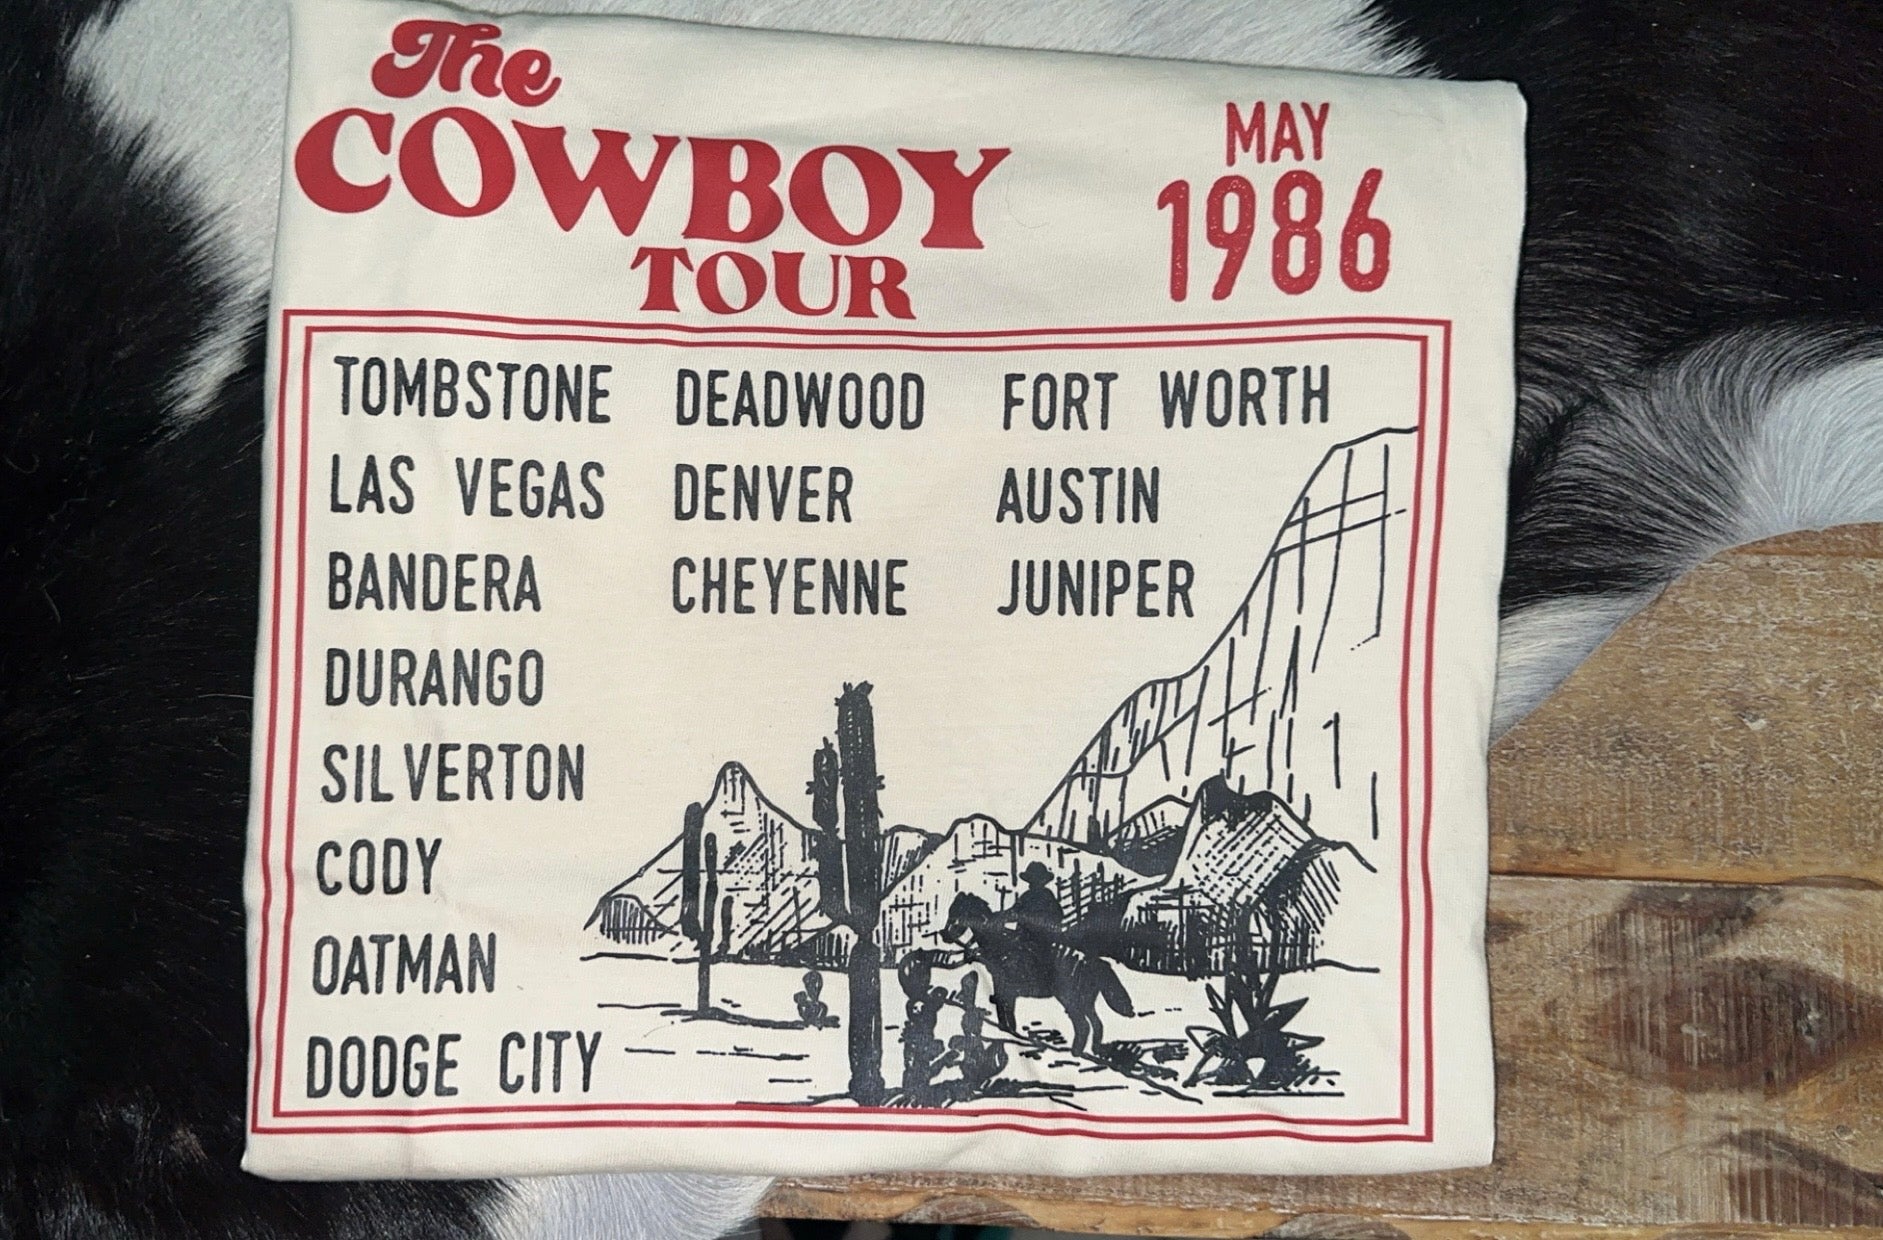 The
COWBOY
TOUR
MAY
1986
TOMBSTONE
LAS VEGAS
BANDERA
DURANGO
SILVERTON
CODY
OATMAN
DODGE CITY
DEADWOOD
DENVER
CHEYENNE
FORT WORTH
AUSTIN
JUNIPER